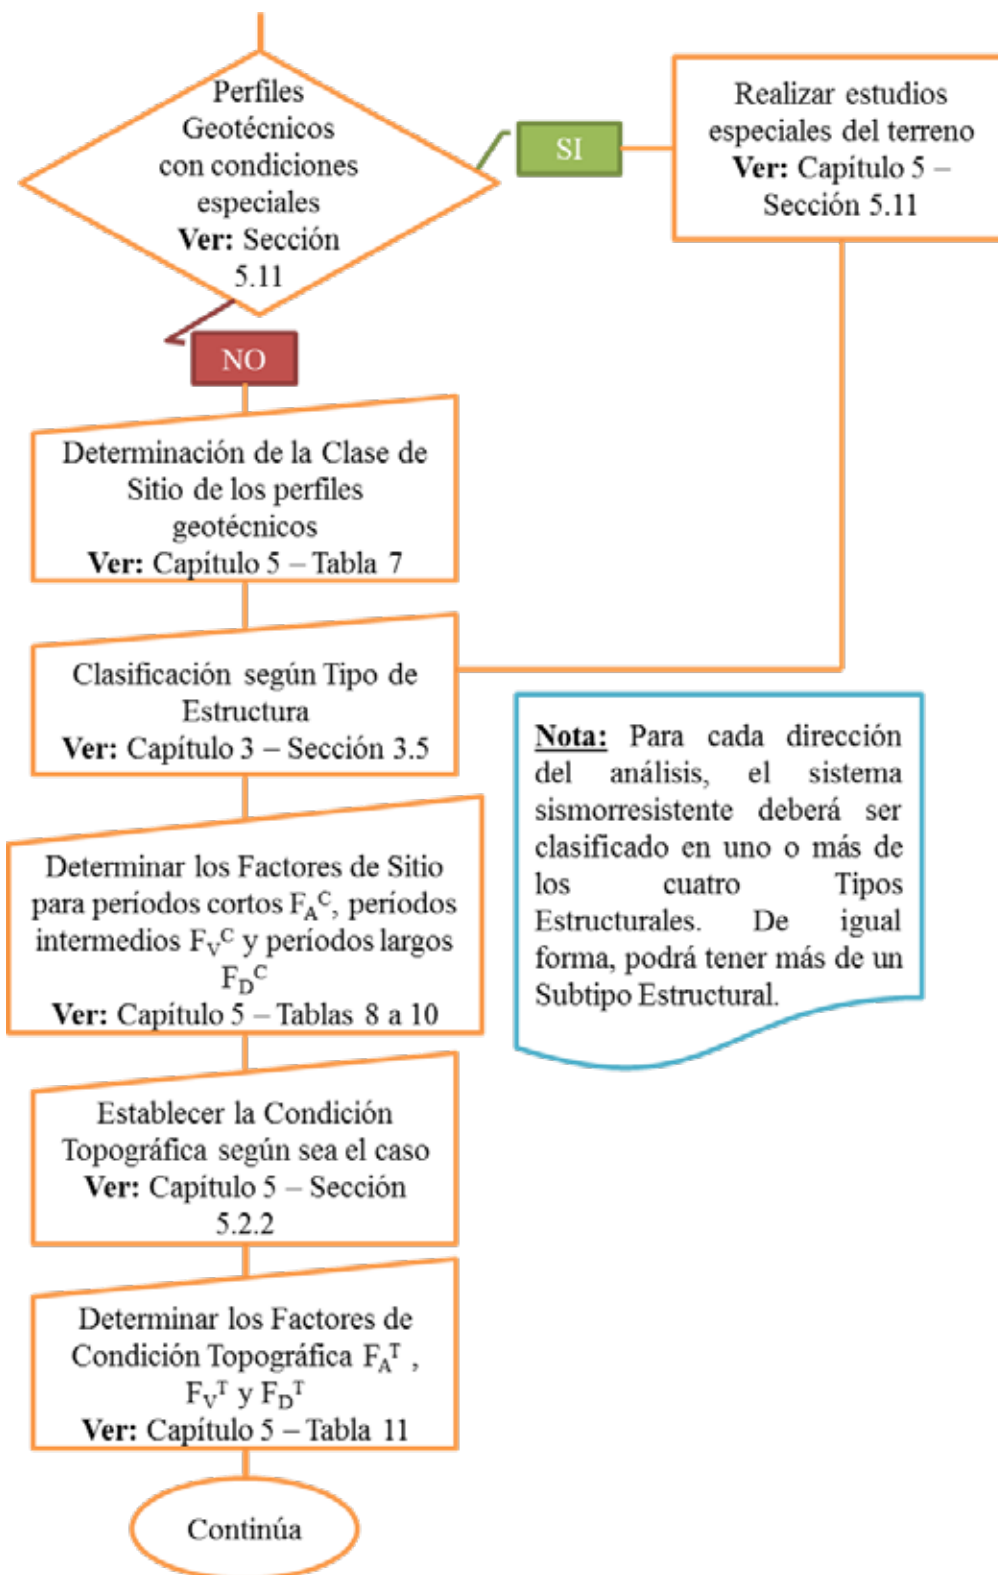 Perfiles
Geotécnicos
con condiciones
especiales
Ver: Sección
5.11
SI
Realizar estudios
especiales del terreno
Ver: Capítulo 5 –
Sección 5.11
NO
Determinación de la Clase de
Sitio de los perfiles
geotécnicos
Ver: Capítulo 5 – Tabla 7
Clasificación según Tipo de
Estructura
Ver: Capítulo 3 – Sección 3.5
Nota: Para cada dirección
del análisis, el sistema
sismorresistente deberá ser
clasificado en uno o más de
los cuatro Tipos
Estructurales. De igual
forma, podrá tener más de un
Subtipo Estructural.
Determinar los Factores de Sitio
para períodos cortos F_A^C, períodos
intermedios F_V^C y períodos largos
F_D^C
Ver: Capítulo 5 – Tablas 8 a 10
Establecer la Condición
Topográfica según sea el caso
Ver: Capítulo 5 – Sección
5.2.2
Determinar los Factores de
Condición Topográfica F_A^T ,
F_V^T y F_D^T
Ver: Capítulo 5 – Tabla 11
Continúa